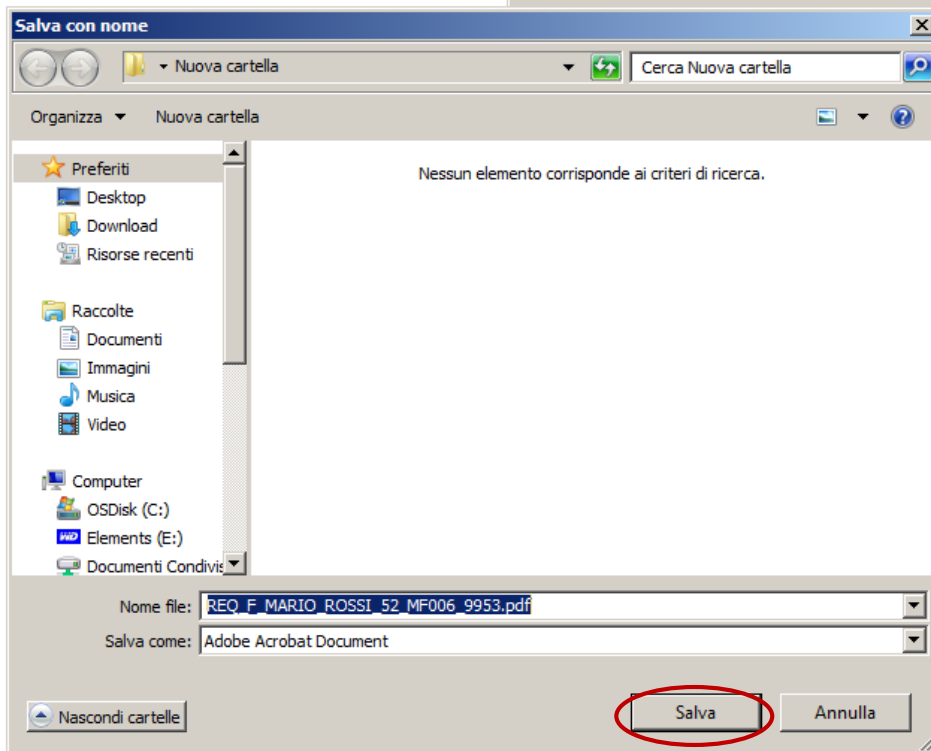 Salva con nome
Nuova cartella
Cerca Nuova cartella
Organizza
Nuova cartella
Preferiti
Nessun elemento corrisponde ai criteri di ricerca.
Desktop
Download
Risorse recenti
Raccolte
Documenti
Immagini
Musica
Video
Computer
OSDisk (C:)
WD Elements (E:)
Documenti Condivis
Nome file: REQ_F_MARIO_ROSSI_52_MF006_9953.pdf
Salva come: Adobe Acrobat Document
Nascondi cartelle
Salva
Annulla